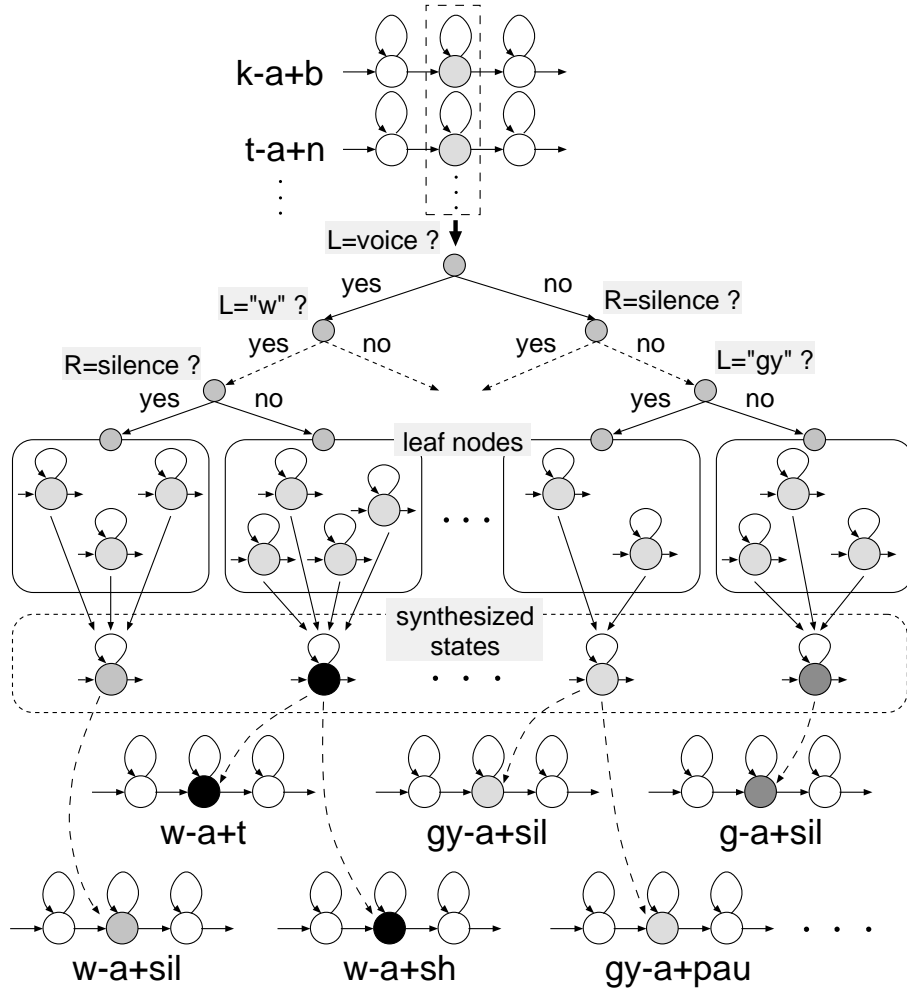 k-a+b
t-a+n
L=voice ?
yes
no
L="w" ?
R=silence ?
yes
no
yes
no
R=silence ?
L="gy" ?
yes
no
yes
no
leaf nodes
synthesized
states
w-a+t
gy-a+sil
g-a+sil
w-a+sil
w-a+sh
gy-a+pau